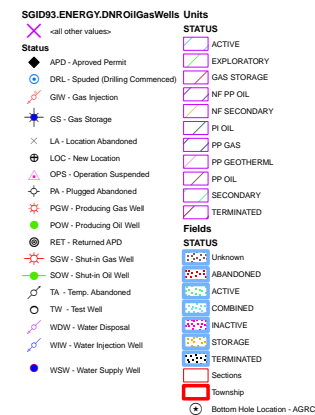 SGID93.ENERGY.DNROilGasWells
<all other values>
Status
APD - Aproved Permit
DRL - Spuded (Drilling Commenced)
GIW - Gas Injection
GS - Gas Storage
LA - Location Abandoned
LOC - New Location
OPS - Operation Suspended
PA - Plugged Abandoned
PGW - Producing Gas Well
POW - Producing Oil Well
RET - Returned APD
SGW - Shut-in Gas Well
SOW - Shut-in Oil Well
TA - Temp. Abandoned
TW - Test Well
WDW - Water Disposal
WIW - Water Injection Well
WSW - Water Supply Well
Units
STATUS
ACTIVE
EXPLORATORY
GAS STORAGE
NF PP OIL
NF SECONDARY
PI OIL
PP GAS
PP GEOTHERML
PP OIL
SECONDARY
TERMINATED
Fields
STATUS
Unknown
ABANDONED
ACTIVE
COMBINED
INACTIVE
STORAGE
TERMINATED
Sections
Township
Bottom Hole Location - AGRC